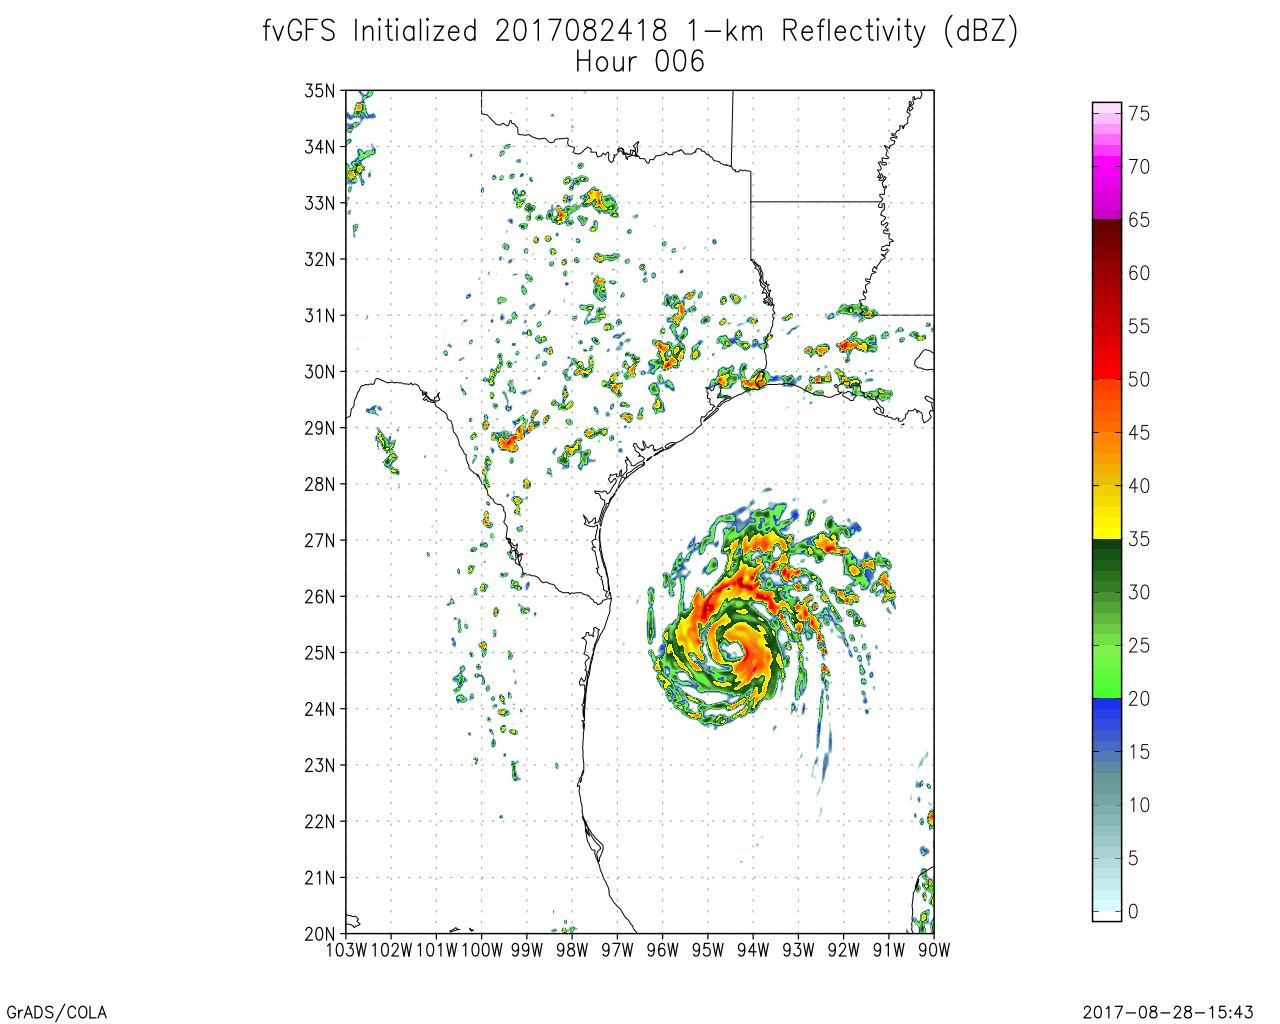 fvGFS Initialized 2017082418 1-km Reflectivity (dBZ)
Hour 006
35N
34N
33N
32N
31N
30N
29N
28N
27N
26N
25N
24N
23N
22N
21N
20N
103W 102W 101W 100W 99W 98W 97W 96W 95W 94W 93W 92W 91W 90W
75
70
65
60
55
50
45
40
35
30
25
20
15
10
5
0
GrADS/COLA
2017-08-28-15:43